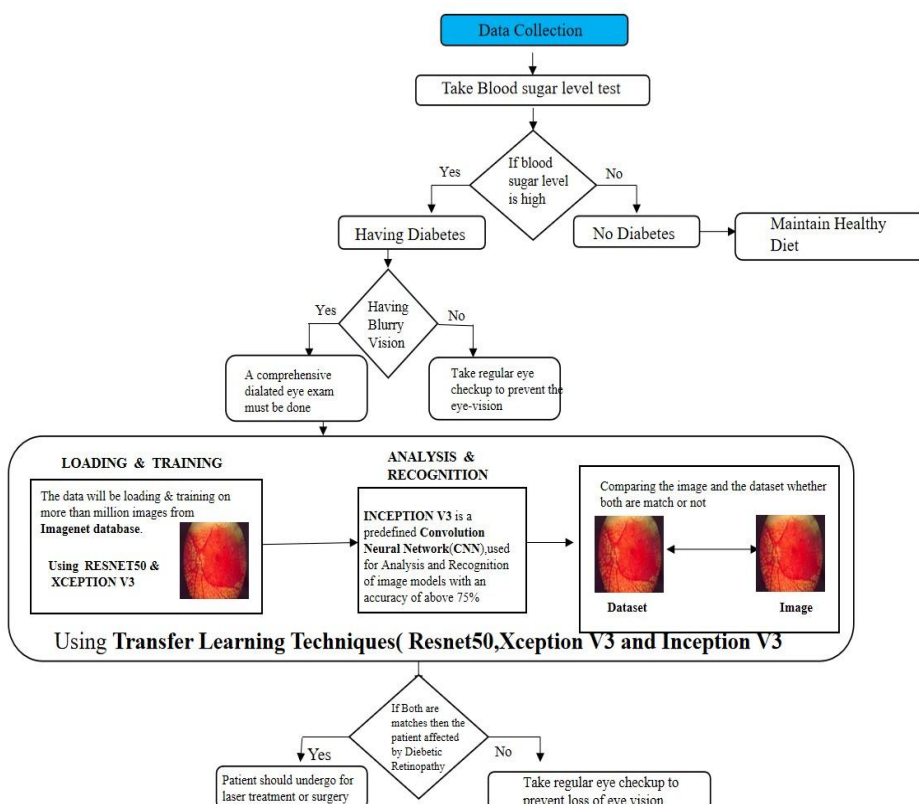 Data Collection
Take Blood sugar level test
If blood
sugar level
is high
Yes
No
Having Diabetes
No Diabetes
Maintain Healthy
Diet
Having
Blurry
Vision
Yes
No
A comprehensive
dialated eye exam
must be done
Take regular eye
checkup to prevent the
eye-vision
LOADING & TRAINING
The data will be loading & training on
more than million images from
Imagenet database.
Using RESNET50 &
XCEPTION V3
ANALYSIS &
RECOGNITION
INCEPTION V3 is a
predefined Convolution
Neural Network(CNN),used
for Analysis and Recognition
of image models with an
accuracy of above 75%
Comparing the image and the dataset whether
both are match or not
Dataset
Image
Using Transfer Learning Techniques( Resnet50,Xception V3 and Inception V3
If Both are
matches then the
patient affected
by Diebetic
Retinopathy
Yes
No
Patient should undergo for
laser treatment or surgery
Take regular eye checkup to
prevent loss of eye vision